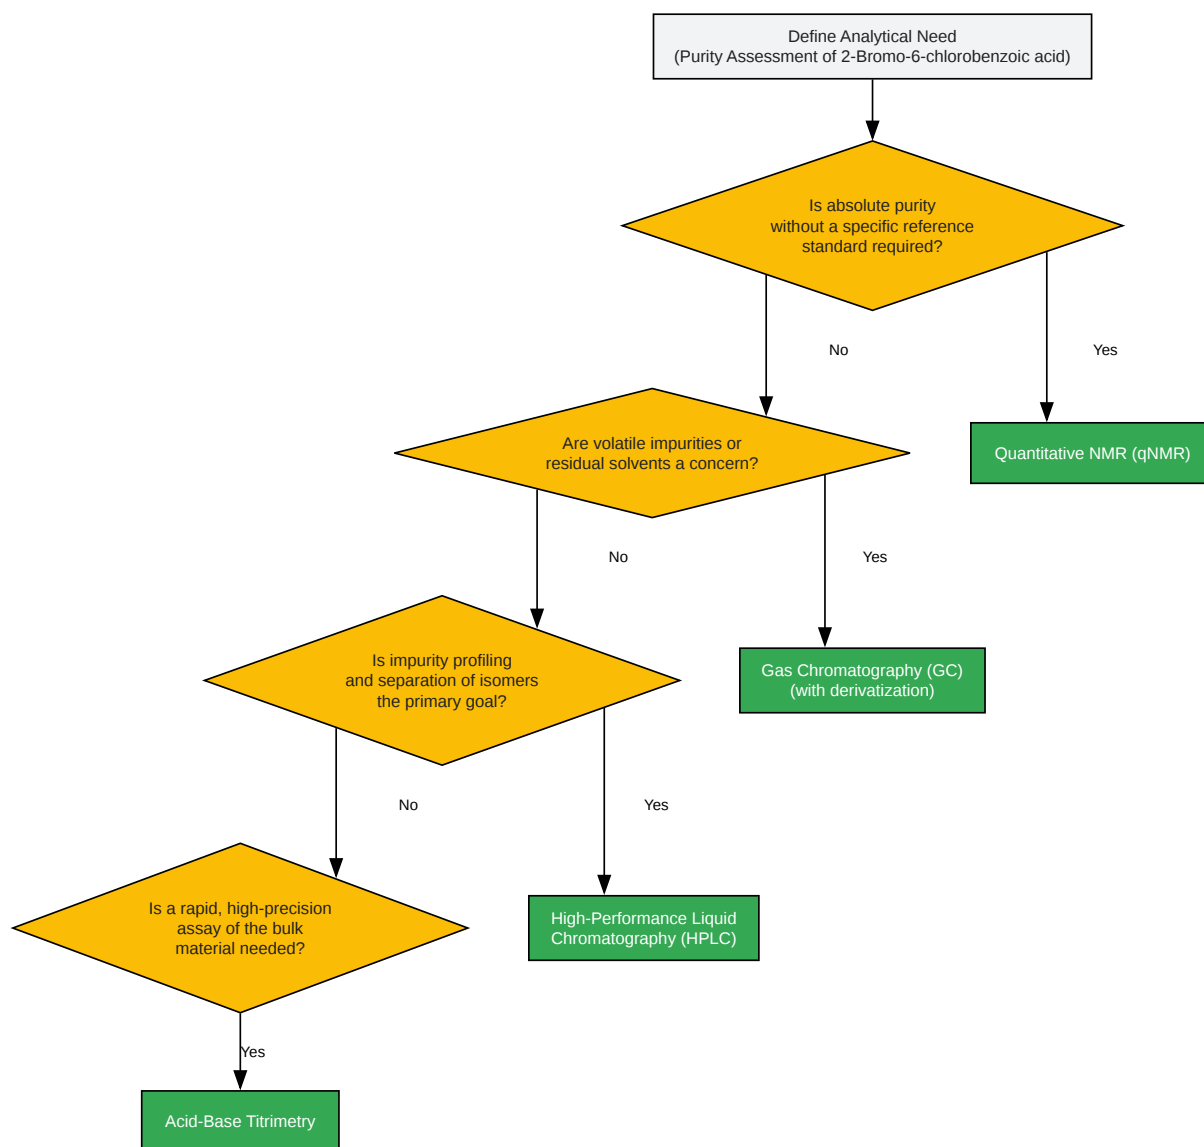 Define Analytical Need
(Purity Assessment of 2-Bromo-6-chlorobenzoic acid)
Is absolute purity
without a specific reference
standard required?
No
Yes
Are volatile impurities or
residual solvents a concern?
Quantitative NMR (qNMR)
No
Yes
Is impurity profiling
and separation of isomers
the primary goal?
Gas Chromatography (GC)
(with derivatization)
No
Yes
Is a rapid, high-precision
assay of the bulk
material needed?
High-Performance Liquid
Chromatography (HPLC)
Yes
Acid-Base Titrimetry